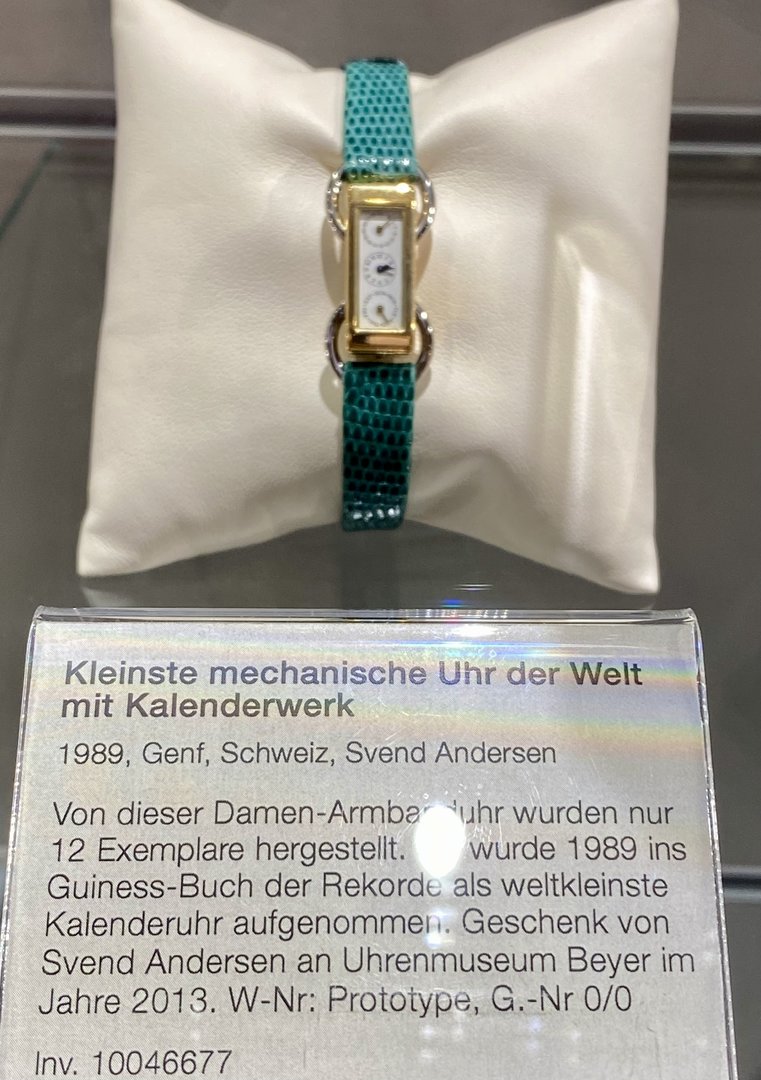 Kleinste mechanische Uhr der Welt
mit Kalenderwerk
1989, Genf, Schweiz, Svend Andersen
Von dieser Damen-Armbanduhr wurden nur
12 Exemplare hergestellt. wurde 1989 ins
Guiness-Buch der Rekorde als weltkleinste
Kalenderuhr aufgenommen. Geschenk von
Svend Andersen an Uhrenmuseum Beyer im
Jahre 2013. W-Nr: Prototype, G.-Nr 0/0
Inv. 10046677